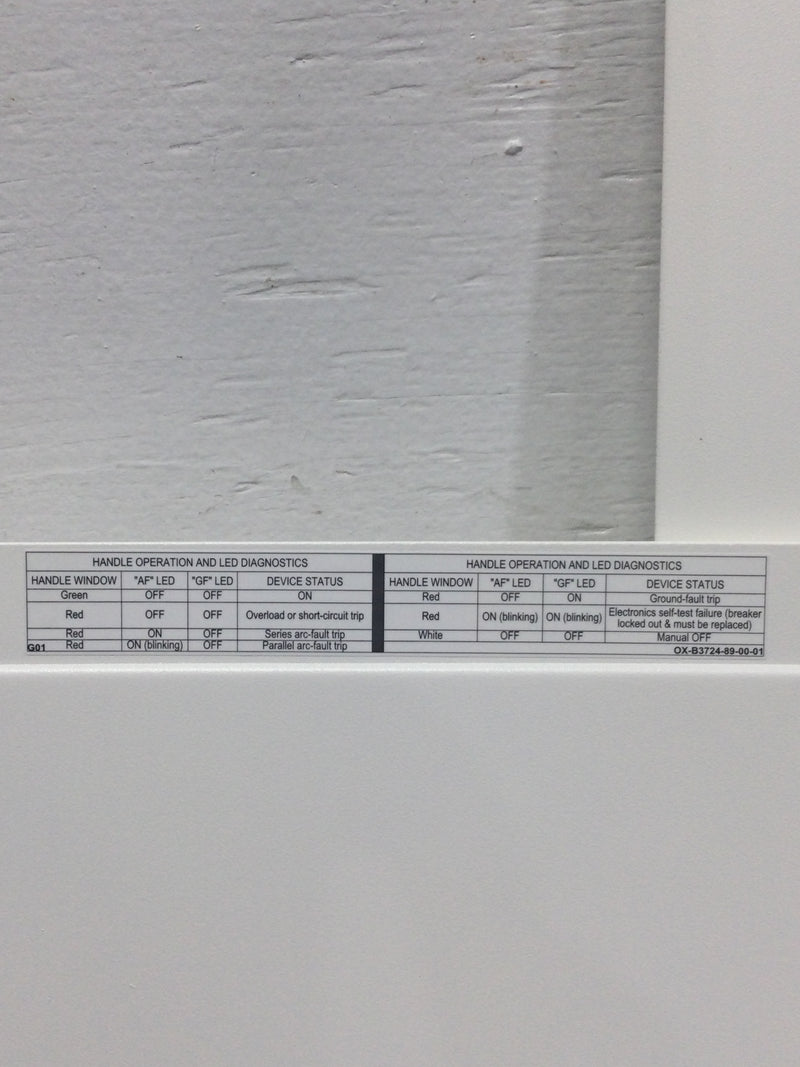 HANDLE OPERATION AND LED DIAGNOSTICS
HANDLE WINDOW "AF" LED "GF" LED DEVICE STATUS
Green OFF OFF ON
Red OFF OFF Overload or short-circuit trip
Red ON OFF Series arc-fault trip
G01 Red ON (blinking) OFF Parallel arc-fault trip
HANDLE OPERATION AND LED DIAGNOSTICS
HANDLE WINDOW "AF" LED "GF" LED DEVICE STATUS
Red OFF ON Ground-fault trip
Red ON (blinking) ON (blinking) Electronics self-test failure (breaker
locked out & must be replaced)
White OFF OFF Manual OFF
OX-B3724-89-00-01